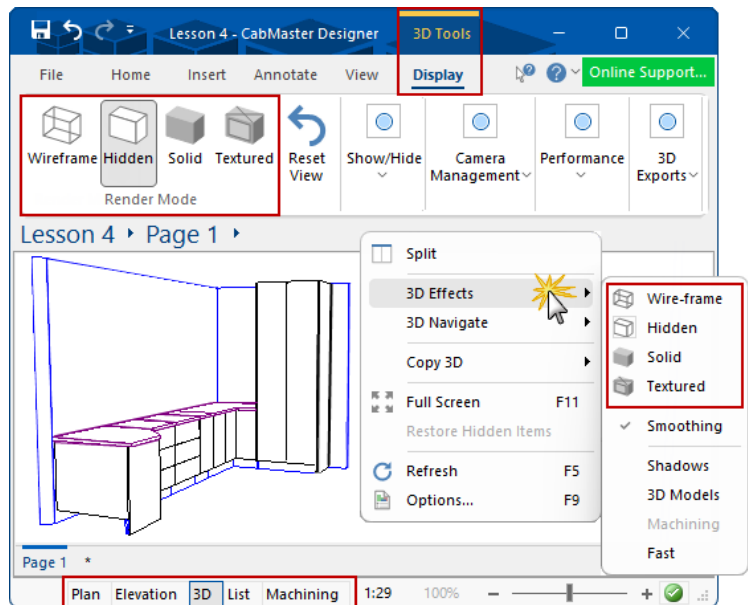 Lesson 4 - CabMaster Designer
3D Tools
File Home Insert Annotate View Display Online Support...
Wireframe Hidden Solid Textured Reset View Show/Hide Camera Management Performance 3D Exports
Render Mode
Lesson 4 Page 1
Split
3D Effects
3D Navigate
Copy 3D
Full Screen F11
Restore Hidden Items
Refresh F5
Options... F9
Wire-frame
Hidden
Solid
Textured
Smoothing
Shadows
3D Models
Machining
Fast
Page 1 *
Plan Elevation 3D List Machining 1:29 100%